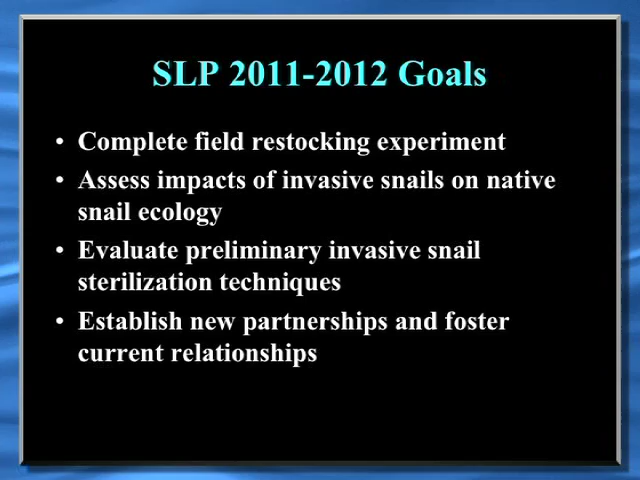 SLP 2011-2012 Goals
• Complete field restocking experiment
• Assess impacts of invasive snails on native
snail ecology
• Evaluate preliminary invasive snail
sterilization techniques
• Establish new partnerships and foster
current relationships